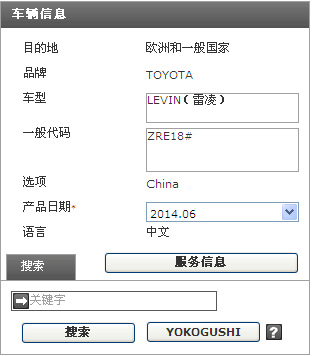 车辆信息
目的地 欧洲和一般国家
品牌 TOYOTA
车型 LEVIN（雷凌）
一般代码 ZRE18#
选项 China
产品日期* 2014.06
语言 中文
搜索 服务信息
关键字
搜索 YOKOGUSHI ?